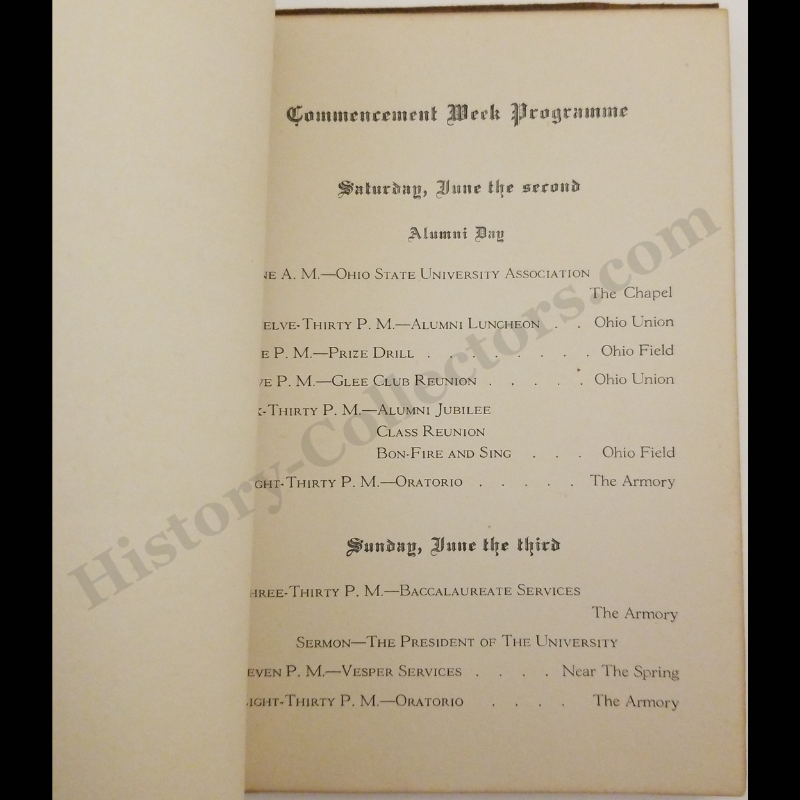 Commencement Week Programme
Saturday, June the second
Alumni Day
NE A. M.—OHIO STATE UNIVERSITY ASSOCIATION
The Chapel
ELVE-THIRTY P. M.—ALUMNI LUNCHEON . . Ohio Union
E P. M.—PRIZE DRILL . . . . . . . . Ohio Field
VE P. M.—GLEE CLUB REUNION . . . . . Ohio Union
X-THIRTY P. M.—ALUMNI JUBILEE
CLASS REUNION
BON-FIRE AND SING . . . Ohio Field
GHT-THIRTY P. M.—ORATORIO . . . . . The Armory
Sunday, June the third
HREE-THIRTY P. M.—BACCALAUREATE SERVICES
The Armory
SERMON—THE PRESIDENT OF THE UNIVERSITY
EVEN P. M.—VESPER SERVICES . . . . Near The Spring
IGHT-THIRTY P. M.—ORATORIO . . . . The Armory
History-Collectors.com